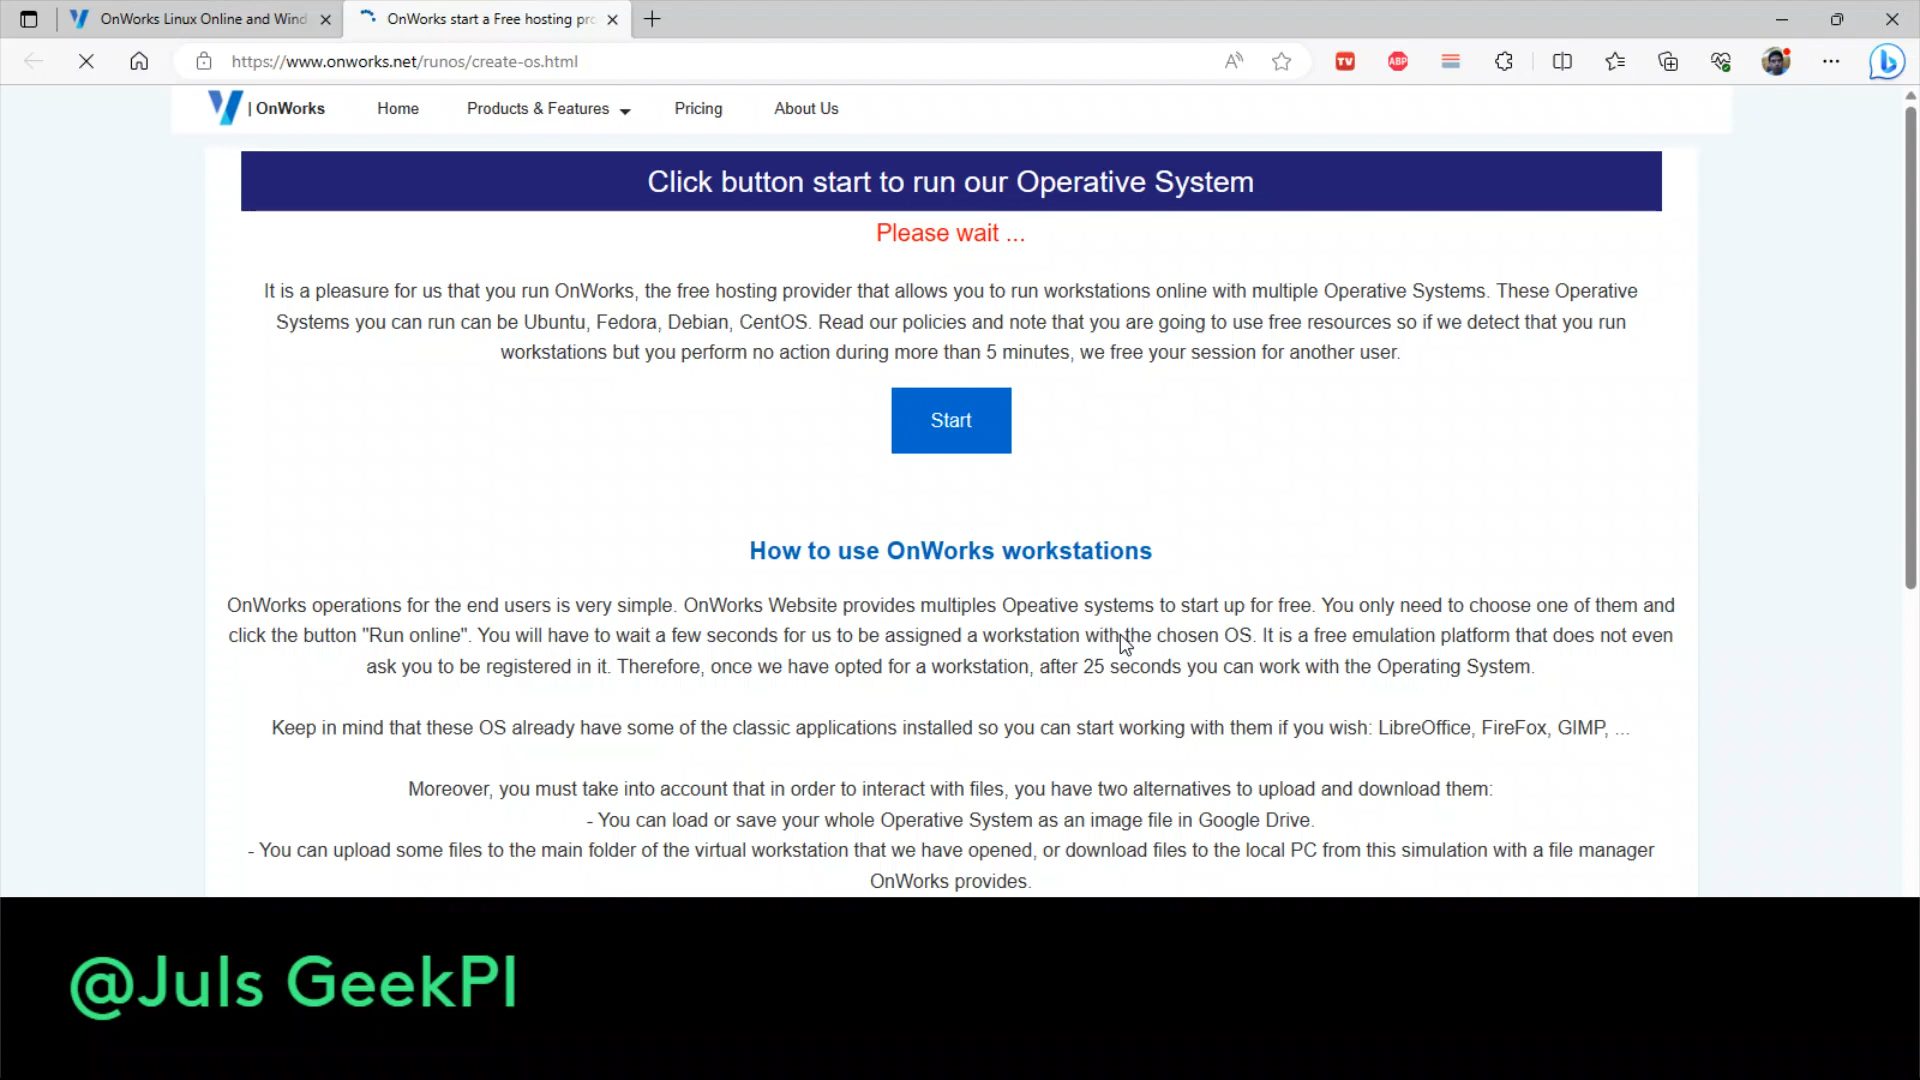 OnWorks Linux Online and Wind
OnWorks start a Free hosting pro
https://www.onworks.net/runos/create-os.html
TV
ABP
| OnWorks
Home
Products & Features
Pricing
About Us
Click button start to run our Operative System
Please wait ...
It is a pleasure for us that you run OnWorks, the free hosting provider that allows you to run workstations online with multiple Operative Systems. These Operative
Systems you can run can be Ubuntu, Fedora, Debian, CentOS. Read our policies and note that you are going to use free resources so if we detect that you run
workstations but you perform no action during more than 5 minutes, we free your session for another user.
Start
How to use OnWorks workstations
OnWorks operations for the end users is very simple. OnWorks Website provides multiples Opeative systems to start up for free. You only need to choose one of them and
click the button "Run online". You will have to wait a few seconds for us to be assigned a workstation with the chosen OS. It is a free emulation platform that does not even
ask you to be registered in it. Therefore, once we have opted for a workstation, after 25 seconds you can work with the Operating System.
Keep in mind that these OS already have some of the classic applications installed so you can start working with them if you wish: LibreOffice, FireFox, GIMP, ...
Moreover, you must take into account that in order to interact with files, you have two alternatives to upload and download them:
- You can load or save your whole Operative System as an image file in Google Drive.
- You can upload some files to the main folder of the virtual workstation that we have opened, or download files to the local PC from this simulation with a file manager
OnWorks provides.
@Juls GeekPI